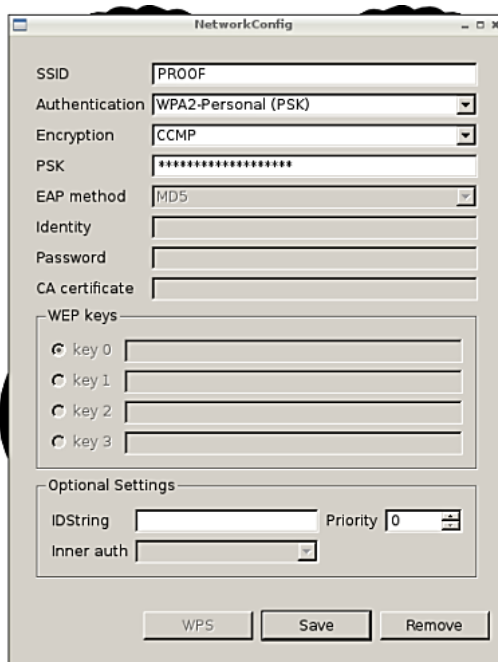 NetworkConfig
SSID PROOF
Authentication WPA2-Personal (PSK)
Encryption CCMP
PSK *******************
EAP method MD5
Identity
Password
CA certificate
WEP keys
key 0
key 1
key 2
key 3
Optional Settings
IDString Priority 0
Inner auth
WPS Save Remove